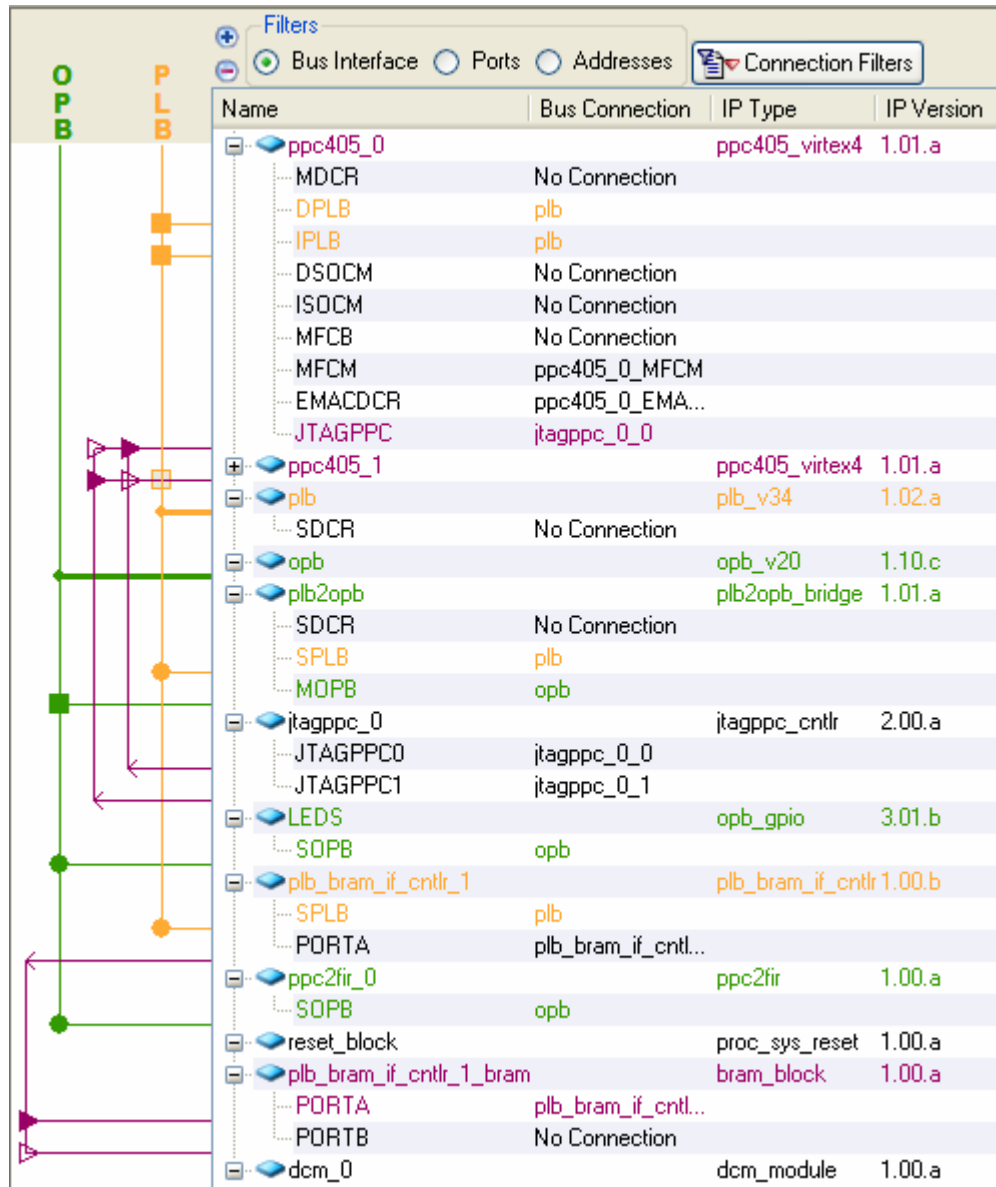 Filters
Bus Interface Ports Addresses Connection Filters
OPB PLB
Name Bus Connection IP Type IP Version
ppc405_0 ppc405_virtex4 1.01.a
MDCR No Connection
DPLB plb
IPLB plb
DSOCM No Connection
ISOCM No Connection
MFCB No Connection
MFCM ppc405_0_MFCM
EMACDCR ppc405_0_EMA...
JTAGPPC jtagppc_0_0
ppc405_1 ppc405_virtex4 1.01.a
plb plb_v34 1.02.a
SDCR No Connection
opb opb_v20 1.10.c
plb2opb plb2opb_bridge 1.01.a
SDCR No Connection
SPLB plb
MOPB opb
jtagppc_0 jtagppc_cntlr 2.00.a
JTAGPPC0 jtagppc_0_0
JTAGPPC1 jtagppc_0_1
LEDS opb_gpio 3.01.b
SOPB opb
plb_bram_if_cntlr_1 plb_bram_if_cntlr 1.00.b
SPLB plb
PORTA plb_bram_if_cntl...
ppc2fir_0 ppc2fir 1.00.a
SOPB opb
reset_block proc_sys_reset 1.00.a
plb_bram_if_cntlr_1_bram bram_block 1.00.a
PORTA plb_bram_if_cntl...
PORTB No Connection
dcm_0 dcm_module 1.00.a